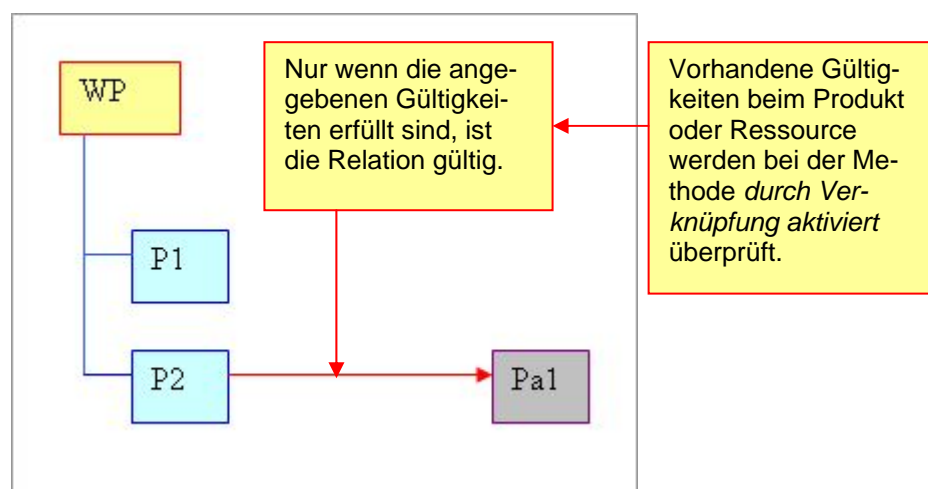 WP
Nur wenn die ange-
gebenen Gültigkei-
ten erfüllt sind, ist
die Relation gültig.
Vorhandene Gültig-
keiten beim Produkt
oder Ressource
werden bei der Me-
thode durch Ver-
knüpfung aktiviert
überprüft.
P1
P2
Pa1